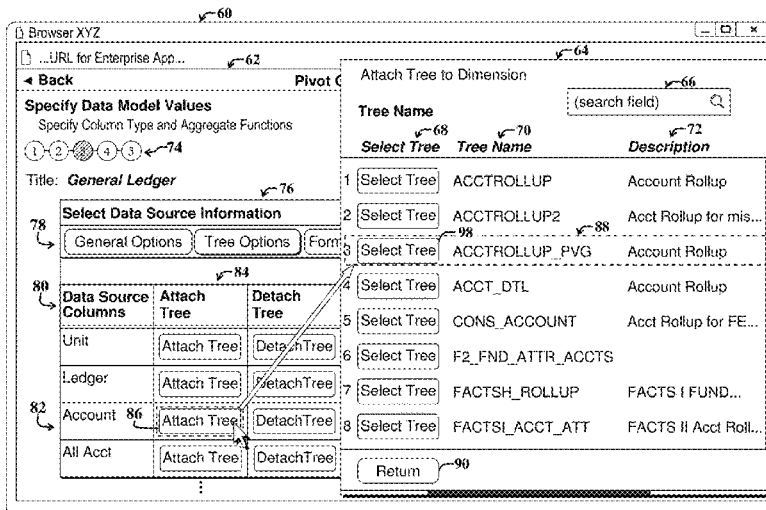 60
Browser XYZ
...URL for Enterprise App...
62
Back
Pivot
Specify Data Model Values
Specify Column Type and Aggregate Functions
1 2 3 4 5 74
Title: General Ledger
76
Select Data Source Information
78 General Options Tree Options Form
84
80 Data Source Columns Attach Tree Detach Tree
Unit Attach Tree DetachTree
Ledger Attach Tree DetachTree
82 Account 86 Attach Tree DetachTree
All Acct Attach Tree DetachTree
64
Attach Tree to Dimension
66
Tree Name (search field)
68 70 72
Select Tree Tree Name Description
1 Select Tree ACCTROLLUP Account Rollup
2 Select Tree ACCTROLLUP2 Acct Rollup for mis...
98 88
3 Select Tree ACCTROLLUP_PVG Account Rollup
4 Select Tree ACCT_DTL Account Rollup
5 Select Tree CONS_ACCOUNT Acct Rollup for FE...
6 Select Tree F2_FND_ATTR_ACCTS
7 Select Tree FACTSH_ROLLUP FACTS I FUND...
8 Select Tree FACTSI_ACCT_ATT FACTS II Acct Roll...
Return 90